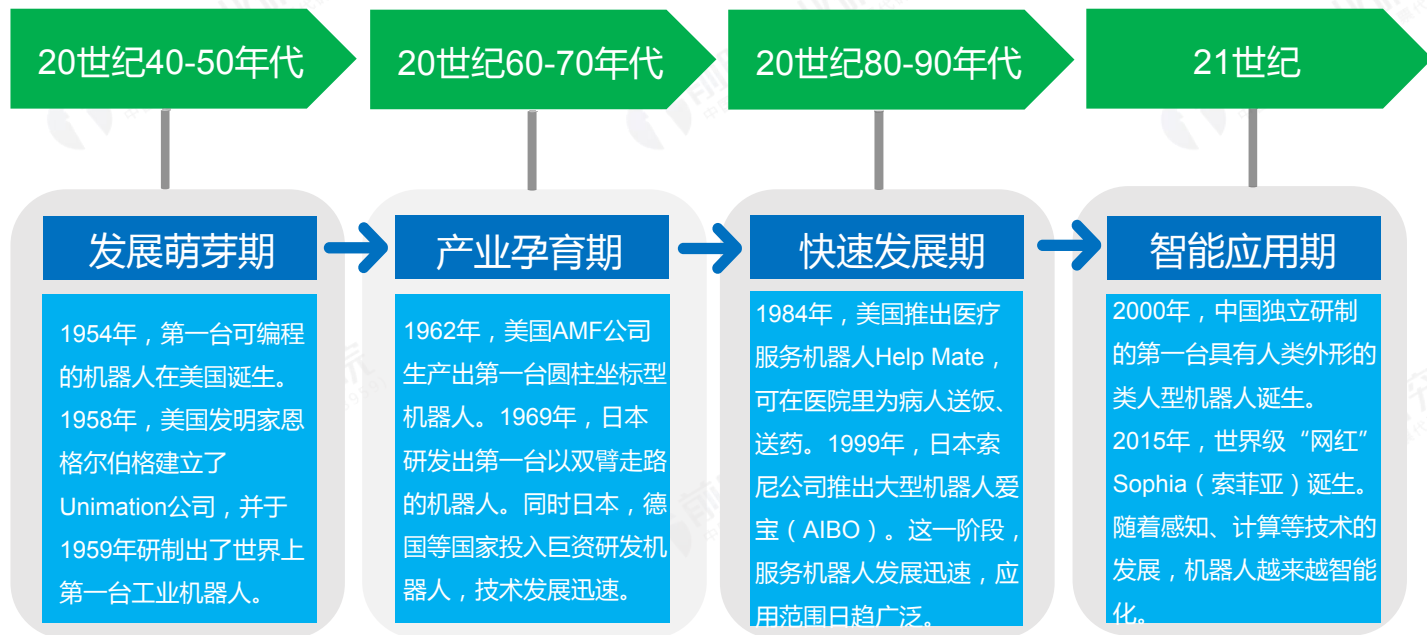 20世纪40-50年代
20世纪60-70年代
20世纪80-90年代
21世纪
发展萌芽期
1954年，第一台可编程
的机器人在美国诞生。
1958年，美国发明家恩
格尔伯格建立了
Unimation公司，并于
1959年研制出了世界上
第一台工业机器人。
产业孕育期
1962年，美国AMF公司
生产出第一台圆柱坐标型
机器人。1969年，日本
研发出第一台以双臂走路
的机器人。同时日本，德
国等国家投入巨资研发机
器人，技术发展迅速。
快速发展期
1984年，美国推出医疗
服务机器人Help Mate，
可在医院里为病人送饭、
送药。1999年，日本索
尼公司推出大型机器人爱
宝（AIBO）。这一阶段，
服务机器人发展迅速，应
用范围日趋广泛。
智能应用期
2000年，中国独立研制
的第一台具有人类外形的
类人型机器人诞生。
2015年，世界级“网红”
Sophia（索菲亚）诞生。
随着感知、计算等技术的
发展，机器人越来越智能
化。